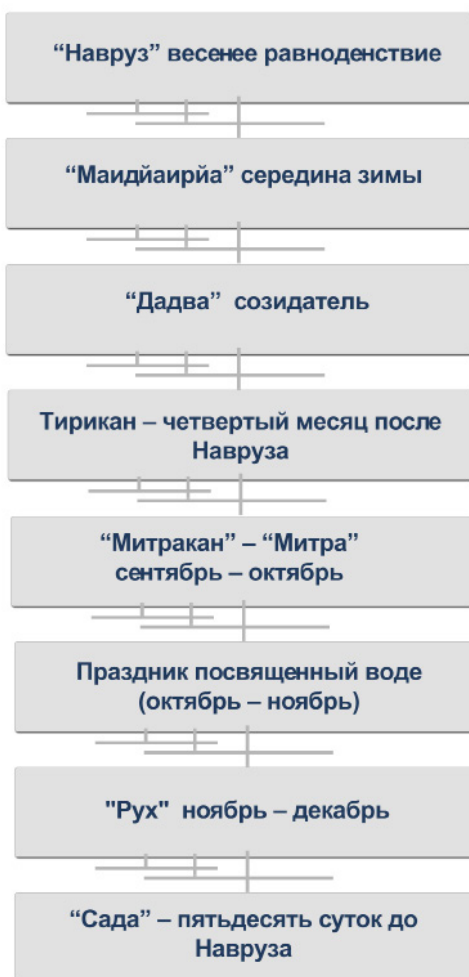 “Навруз” весенее равноденствие
“Маидйаирйа” середина зимы
“Дадва” созидатель
Тирикан – четвертый месяц после
Навруза
“Митракан” – “Митра”
сентябрь – октябрь
Праздник посвященный воде
(октябрь – ноябрь)
"Рух" ноябрь – декабрь
“Сада” – пятьдесять суток до
Навруза